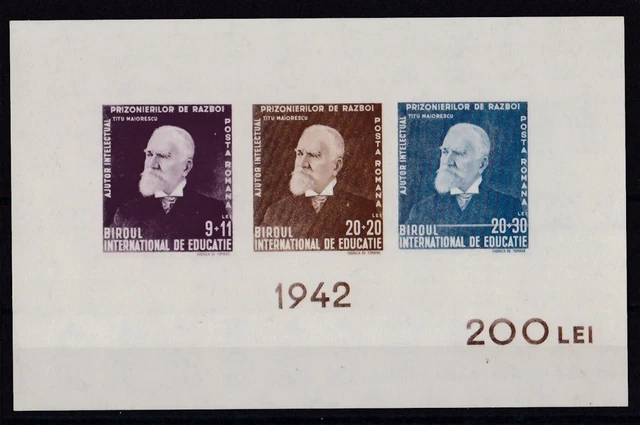 PRIZONIERILOR DE RAZBOI
TITU MAIORESCU
AJUTOR INTELECTUAL
POSTA ROMANA
LEI
9+11
BIROUL
INTERNATIONAL DE EDUCATIE
PRIZONIERILOR DE RAZBOI
TITU MAIORESCU
AJUTOR INTELECTUAL
POSTA ROMANA
LEI
20+20
BIROUL
INTERNATIONAL DE EDUCATIE
PRIZONIERILOR DE RAZBOI
TITU MAIORESCU
AJUTOR INTELECTUAL
POSTA ROMANA
LEI
20+30
BIROUL
INTERNATIONAL DE EDUCATIE
1942
200 LEI